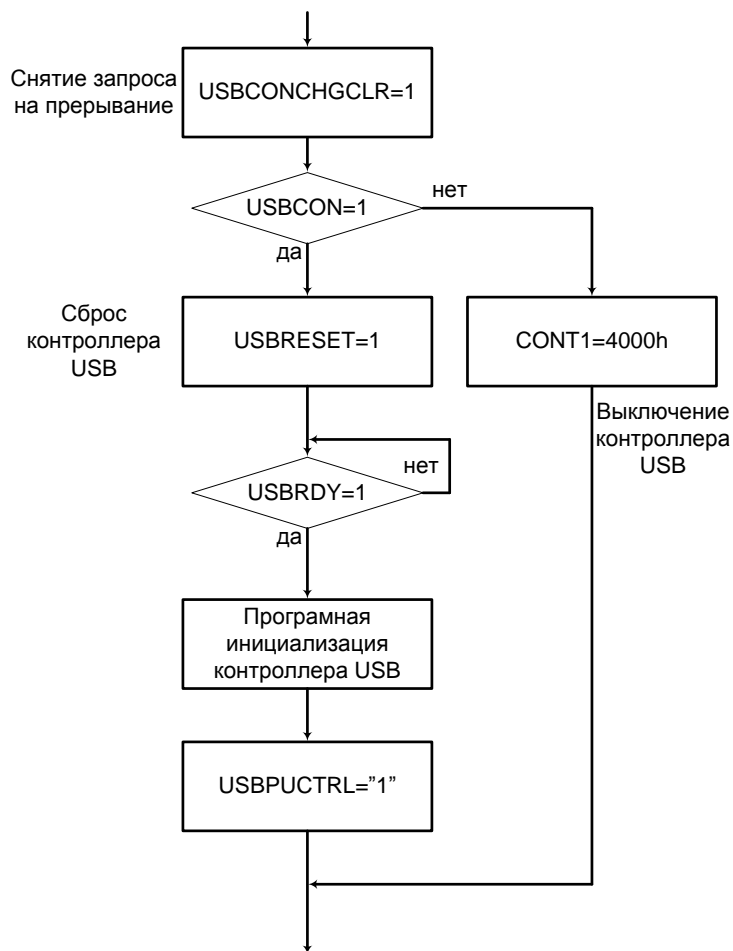 Снятие запроса
на прерывание
USBCONCHGCLR=1
USBCON=1
нет
да
Сброс
контроллера
USB
USBRESET=1
CONT1=4000h
Выключение
контроллера
USB
нет
USBRDY=1
да
Програмная
инициализация
контроллера USB
USBPUCTRL=”1”